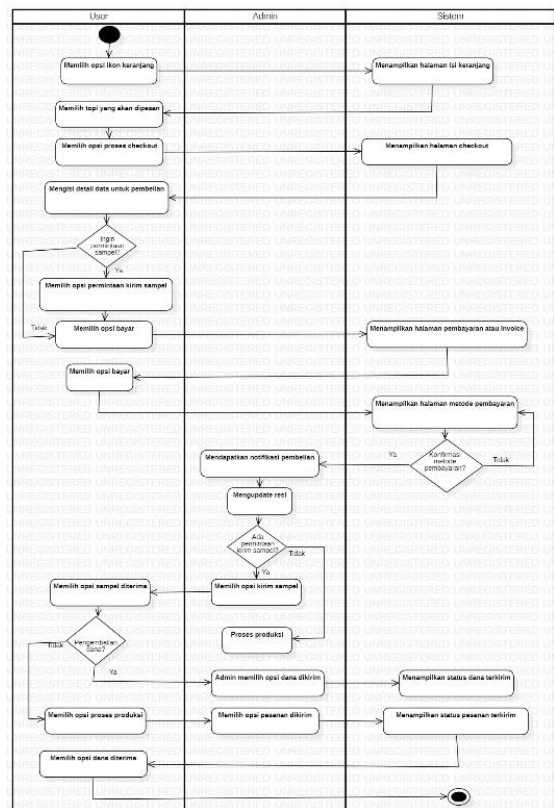 User
Admin
Sistem
Memilih opsi ikon keranjang
Menampilkan halaman isi keranjang
Memilih topi yang akan dipesan
Memilih opsi proses checkout
Menampilkan halaman checkout
Mengisi detail data untuk pembelian
Ingin
permintaan
sampel?
Ya
Memilih opsi permintaan kirim sampel
Tidak
Memilih opsi bayar
Menampilkan halaman pembayaran atau invoice
Memilih opsi bayar
Menampilkan halaman metode pembayaran
Mendapatkan notifikasi pembelian
Ya
Konfirmasi
metode
pembayaran?
Tidak
Mengupdate resi
Ada
permintaan
kirim sampel?
Tidak
Ya
Memilih opsi sampel diterima
Memilih opsi kirim sampel
Proses produksi
Tidak
Pengembalian
dana?
Ya
Admin memilih opsi dana dikirim
Menampilkan status dana terkirim
Memilih opsi proses produksi
Memilih opsi pesanan dikirim
Menampilkan status pesanan terkirim
Memilih opsi dana diterima
UNREGISTERED